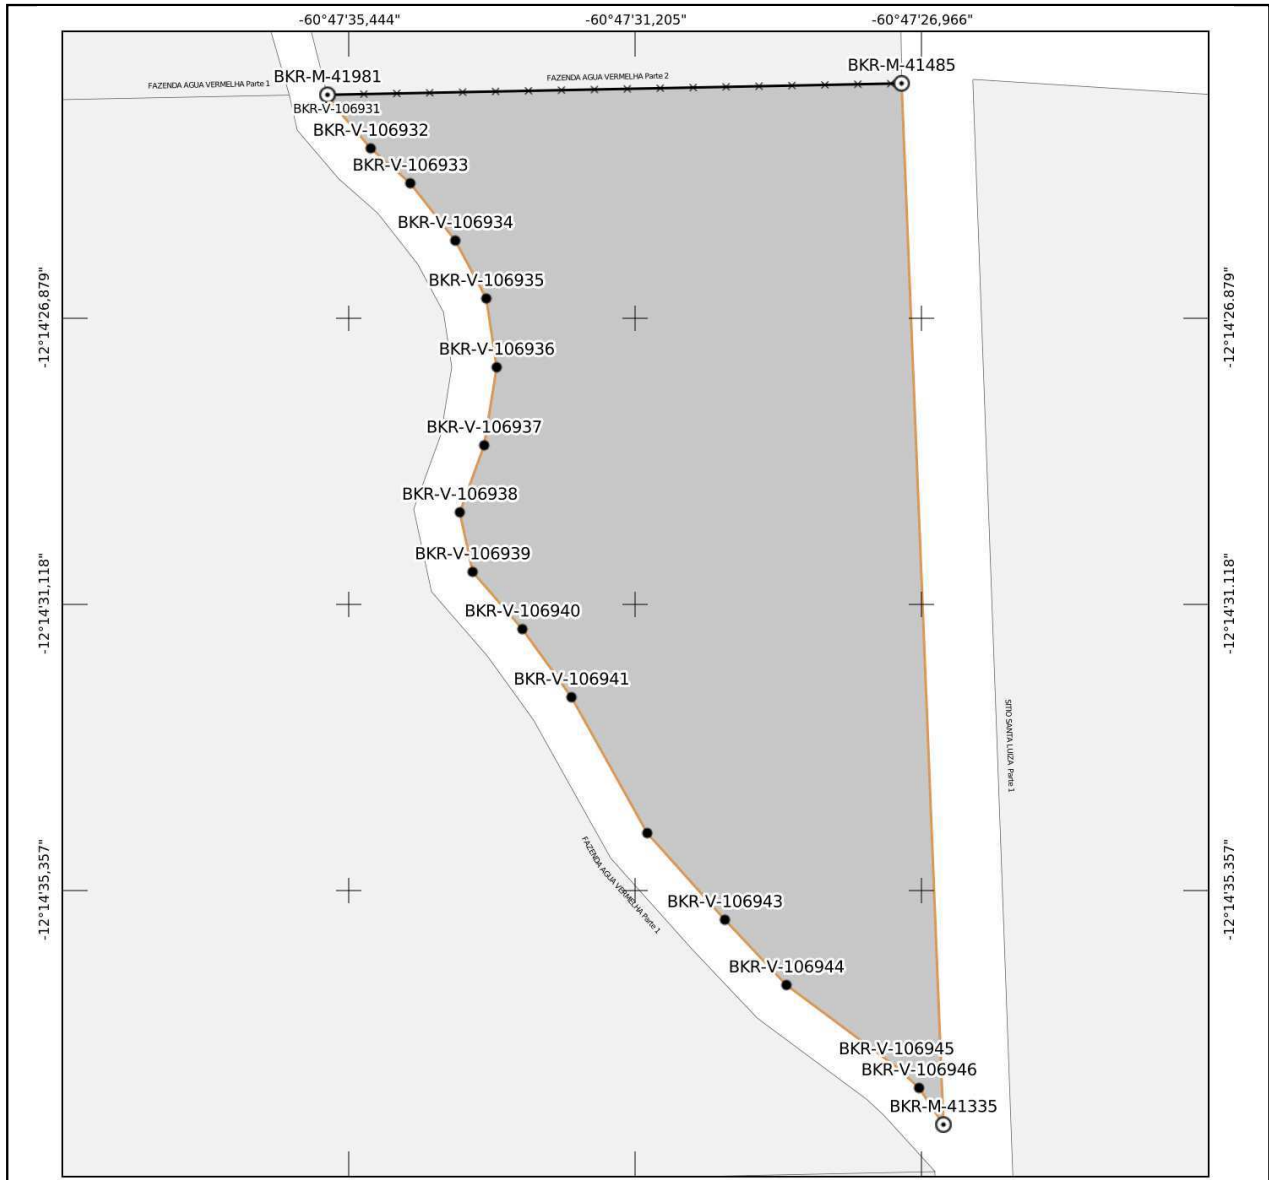 -60°47'35,444"
-60°47'31,205"
-60°47'26,966"
BKR-M-41981
FAZENDA AGUA VERMELHA Parte 1
FAZENDA AGUA VERMELHA Parte 2
BKR-M-41485
BKR-V-106931
BKR-V-106932
BKR-V-106933
BKR-V-106934
BKR-V-106935
-12°14'26,879"
-12°14'26,879"
BKR-V-106936
BKR-V-106937
BKR-V-106938
BKR-V-106939
-12°14'31,118"
-12°14'31,118"
BKR-V-106940
BKR-V-106941
SITIO SANTA LUIZA Parte 1
FAZENDA AGUA VERMELHA Parte 1
-12°14'35,357"
-12°14'35,357"
BKR-V-106943
BKR-V-106944
BKR-V-106945
BKR-V-106946
BKR-M-41335